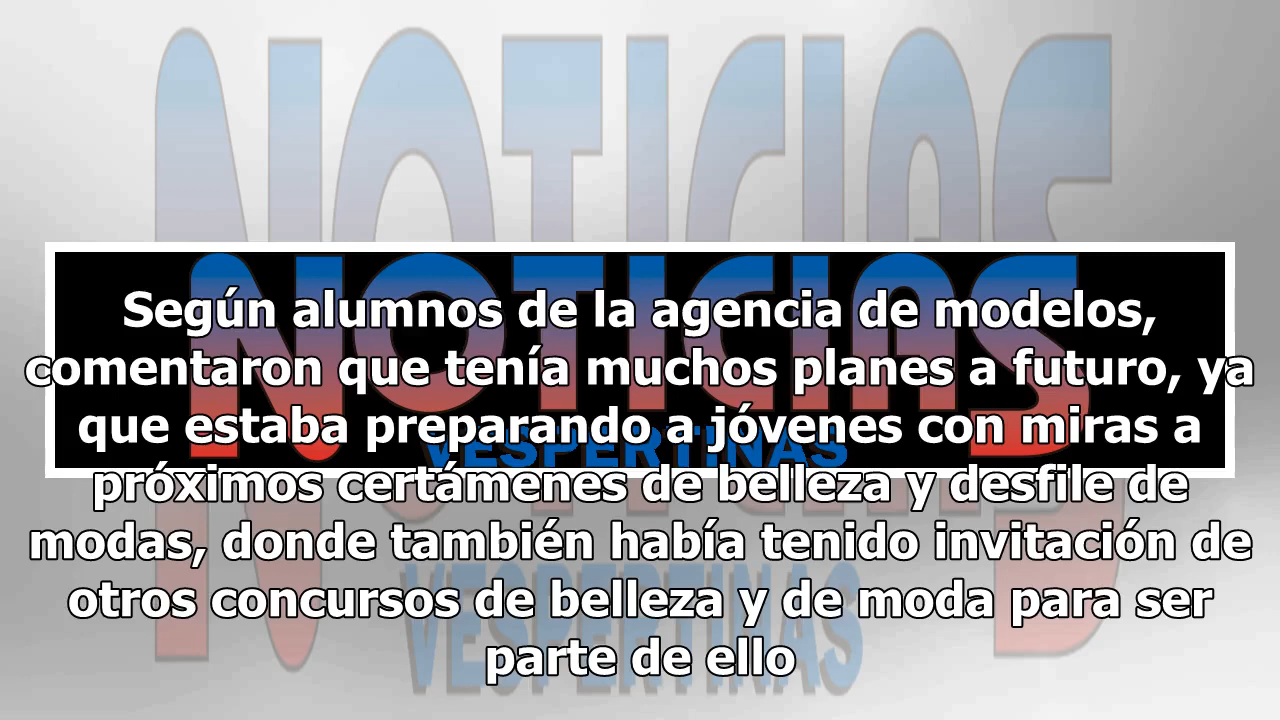 NOTICIAS
VESPERTINAS
NOTICIAS
VESPERTINAS
Según alumnos de la agencia de modelos,
comentaron que tenía muchos planes a futuro, ya
que estaba preparando a jóvenes con miras a
próximos certámenes de belleza y desfile de
modas, donde también había tenido invitación de
otros concursos de belleza y de moda para ser
parte de ello